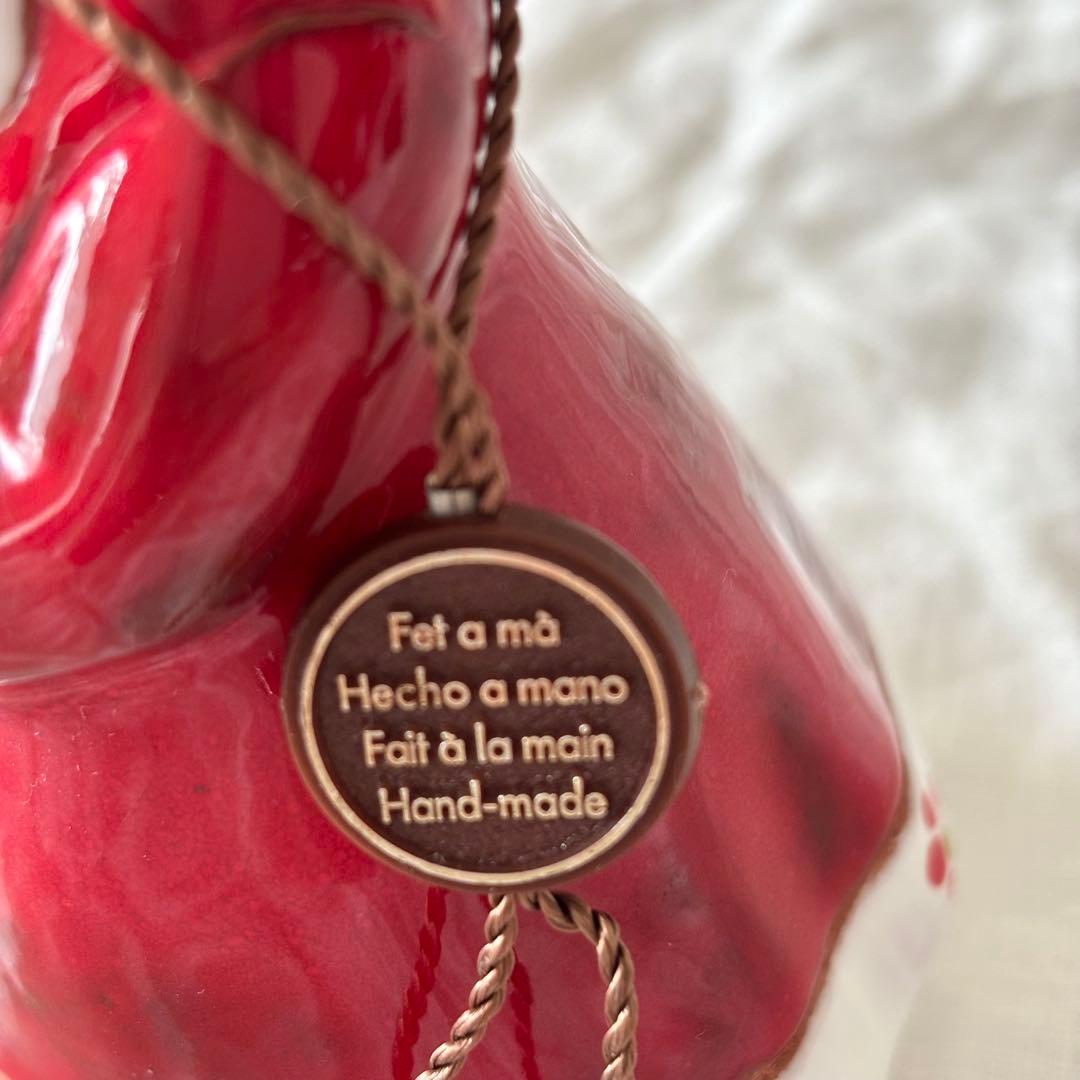 Fet a mà
Hecho a mano
Fait à la main
Hand-made